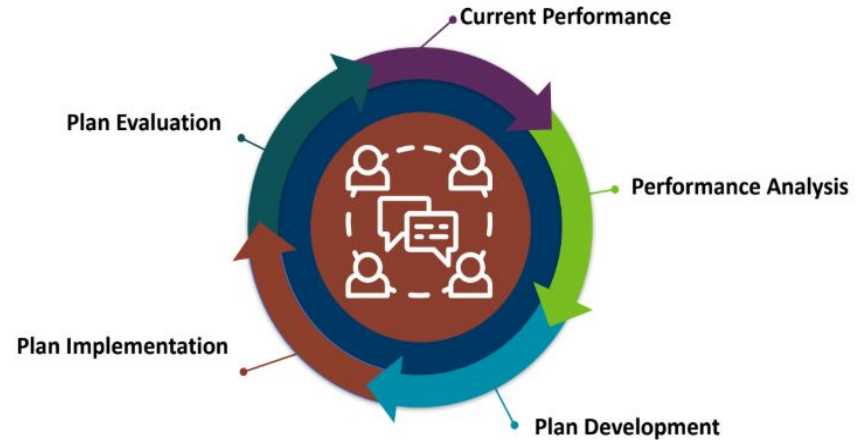 Current Performance
Performance Analysis
Plan Development
Plan Implementation
Plan Evaluation